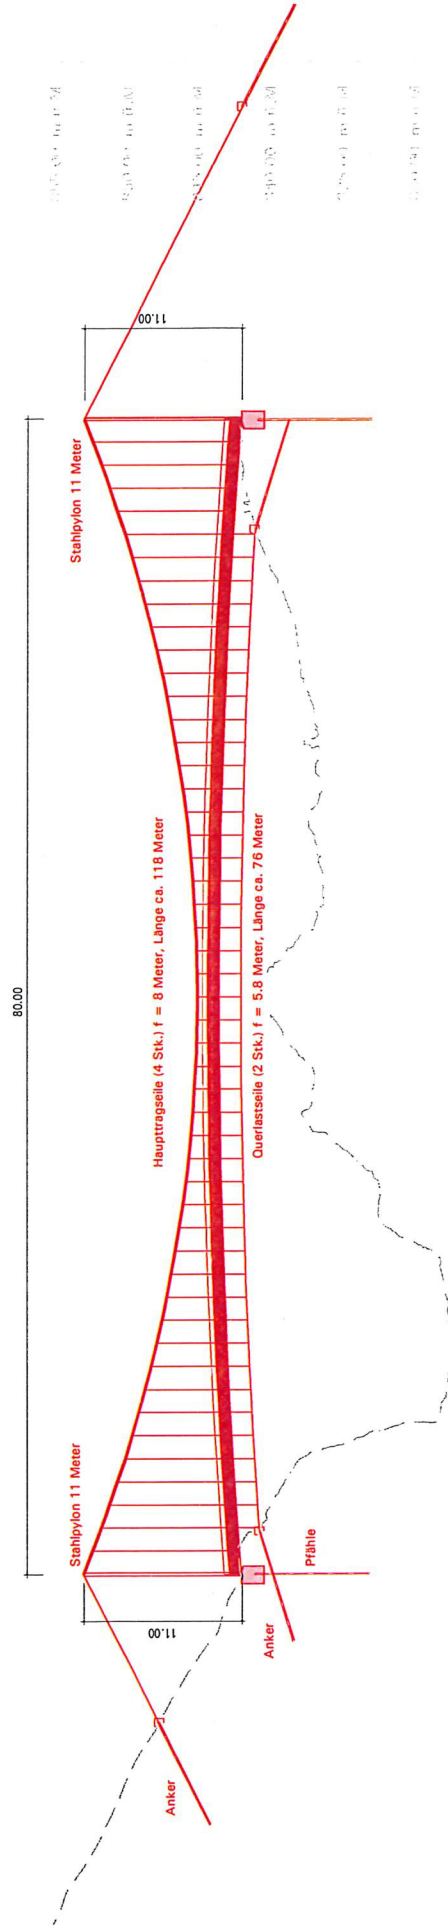 80.00
Stahlpylon 11 Meter
Stahlpylon 11 Meter
11.00
11.00
Haupttragseile (4 Stk.) f = 8 Meter, Länge ca. 118 Meter
Querlastseile (2 Stk.) f = 5.8 Meter, Länge ca. 76 Meter
Anker
Anker
Pfähle